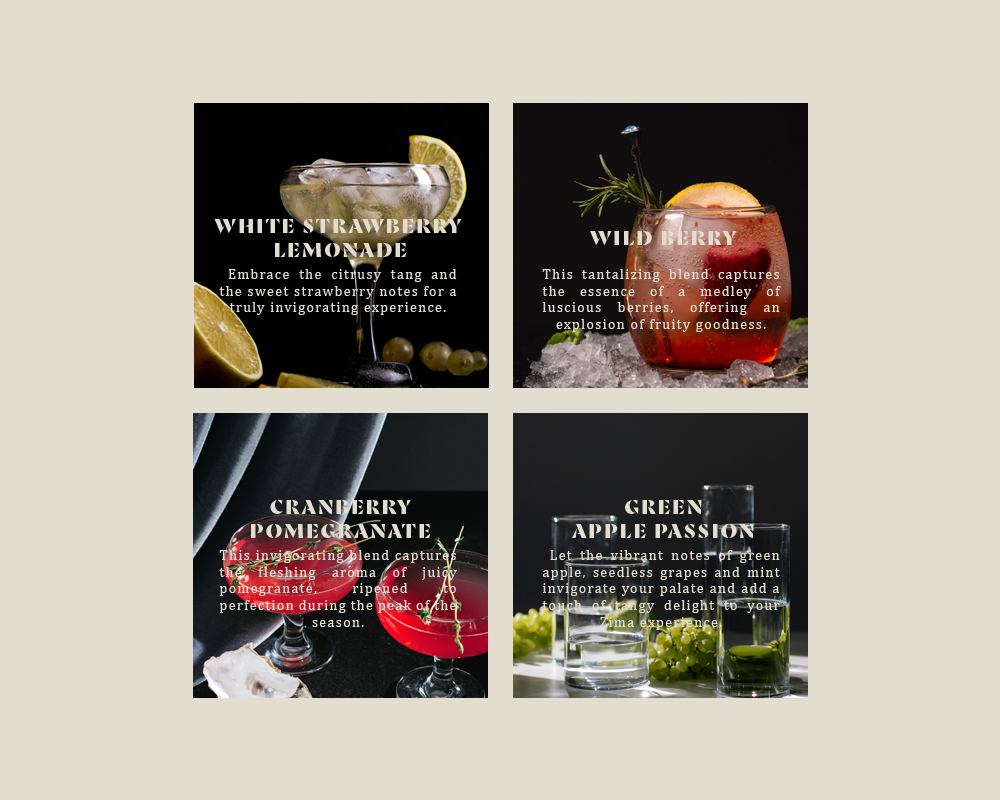 WHITE STRAWBERRY
LEMONADE
Embrace the citrusy tang and
the sweet strawberry notes for a
truly invigorating experience.
WILD BERRY
This tantalizing blend captures
the essence of a medley of
luscious berries, offering an
explosion of fruity goodness.
CRANBERRY
POMEGRANATE
This invigorating blend captures
the fleshing aroma of juicy
pomegranate, ripened to
perfection during the peak of the
season.
GREEN
APPLE PASSION
Let the vibrant notes of green
apple, seedless grapes and mint
invigorate your palate and add a
touch of tangy delight to your
Zima experience.